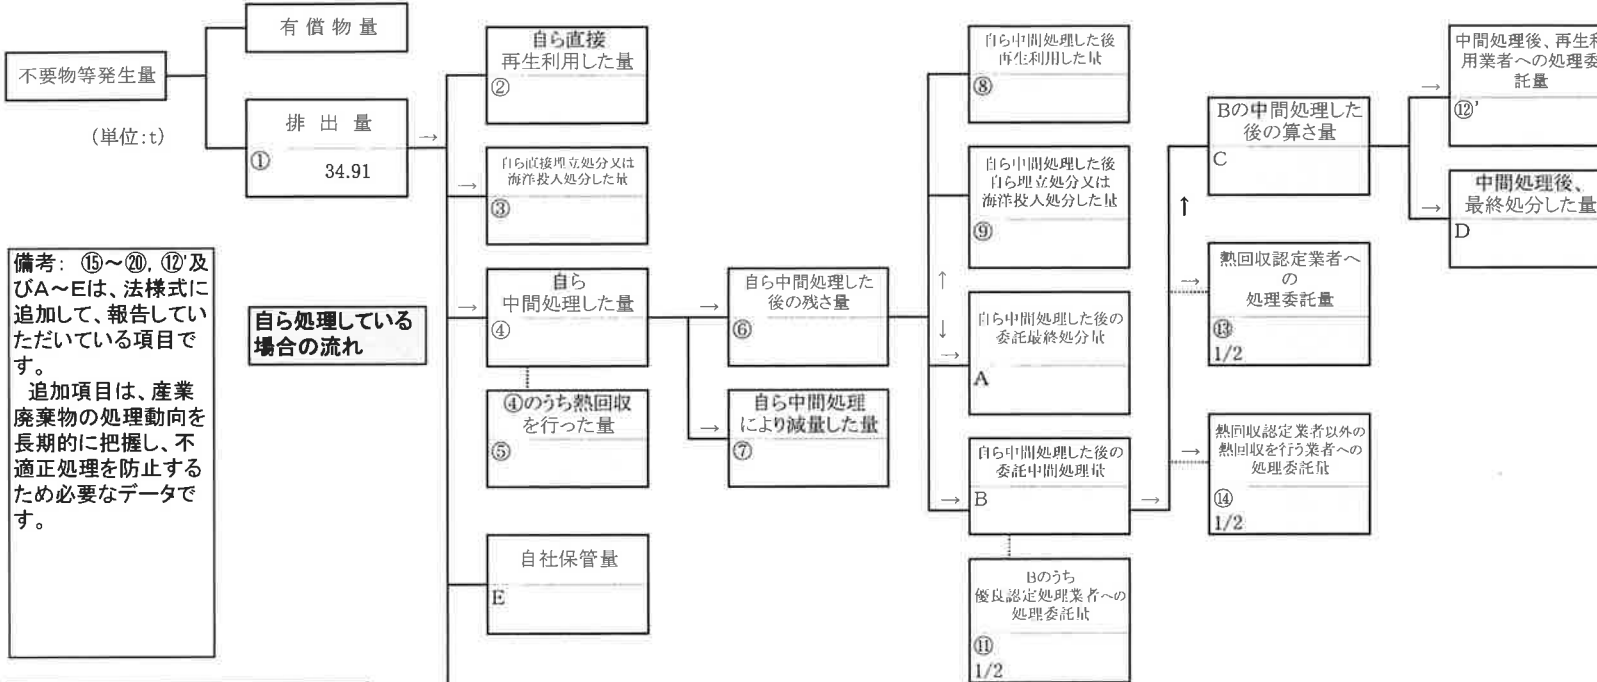 不要物等発生量
(単位:t)
有償物量
排出量
①
34.91
備考： ⑮～⑳, ⑫'及
びA～Eは、法様式に
追加して、報告してい
ただいている項目で
す。
追加項目は、産業
廃棄物の処理動向を
長期的に把握し、不
適正処理を防止する
ため必要なデータで
す。
自ら処理している
場合の流れ
→
自ら直接
再生利用した量
②
→
自ら直接埋立処分又は
海洋投入処分した量
③
→
自ら
中間処理した量
④
④のうち熱回収
を行った量
⑤
自社保管量
E
→
自ら中間処理した
後の残さ量
⑥
→
自ら中間処理
により減量した量
⑦
自ら中間処理した後
再生利用した量
⑧
自ら中間処理した後
自ら埋立処分又は
海洋投入処分した量
⑨
↑
↓
→
自ら中間処理した後の
委託最終処分量
A
→
自ら中間処理した後の
委託中間処理量
B
Bのうち
優良認定処理業者への
処理委託量
⑪
1/2
→
↑
Bの中間処理した
後の算さ量
C
→
熱回収認定業者へ
の
処理委託量
⑬
1/2
→
熱回収認定業者以外の
熱回収を行う業者への
処理委託量
⑭
1/2
→
中間処理後、再生利
用業者への処理委
託量
⑫'
→
中間処理後、
最終処分した量
D